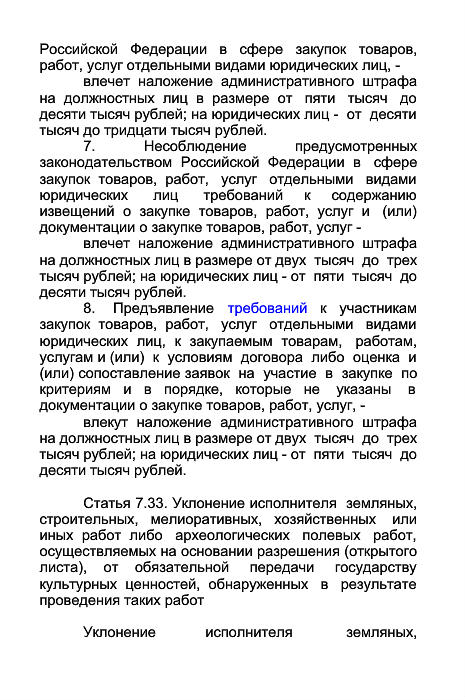 Российской Федерации в сфере закупок товаров,
работ, услуг отдельными видами юридических лиц, -
влечет наложение административного штрафа
на должностных лиц в размере от пяти тысяч до
десяти тысяч рублей; на юридических лиц - от десяти
тысяч до тридцати тысяч рублей.
7. Несоблюдение предусмотренных
законодательством Российской Федерации в сфере
закупок товаров, работ, услуг отдельными видами
юридических лиц требований к содержанию
извещений о закупке товаров, работ, услуг и (или)
документации о закупке товаров, работ, услуг -
влечет наложение административного штрафа
на должностных лиц в размере от двух тысяч до трех
тысяч рублей; на юридических лиц - от пяти тысяч до
десяти тысяч рублей.
8. Предъявление требований к участникам
закупок товаров, работ, услуг отдельными видами
юридических лиц, к закупаемым товарам, работам,
услугам и (или) к условиям договора либо оценка и
(или) сопоставление заявок на участие в закупке по
критериям и в порядке, которые не указаны в
документации о закупке товаров, работ, услуг, -
влекут наложение административного штрафа
на должностных лиц в размере от двух тысяч до трех
тысяч рублей; на юридических лиц - от пяти тысяч до
десяти тысяч рублей.
Статья 7.33. Уклонение исполнителя земляных,
строительных, мелиоративных, хозяйственных или
иных работ либо археологических полевых работ,
осуществляемых на основании разрешения (открытого
листа), от обязательной передачи государству
культурных ценностей, обнаруженных в результате
проведения таких работ
Уклонение исполнителя земляных,